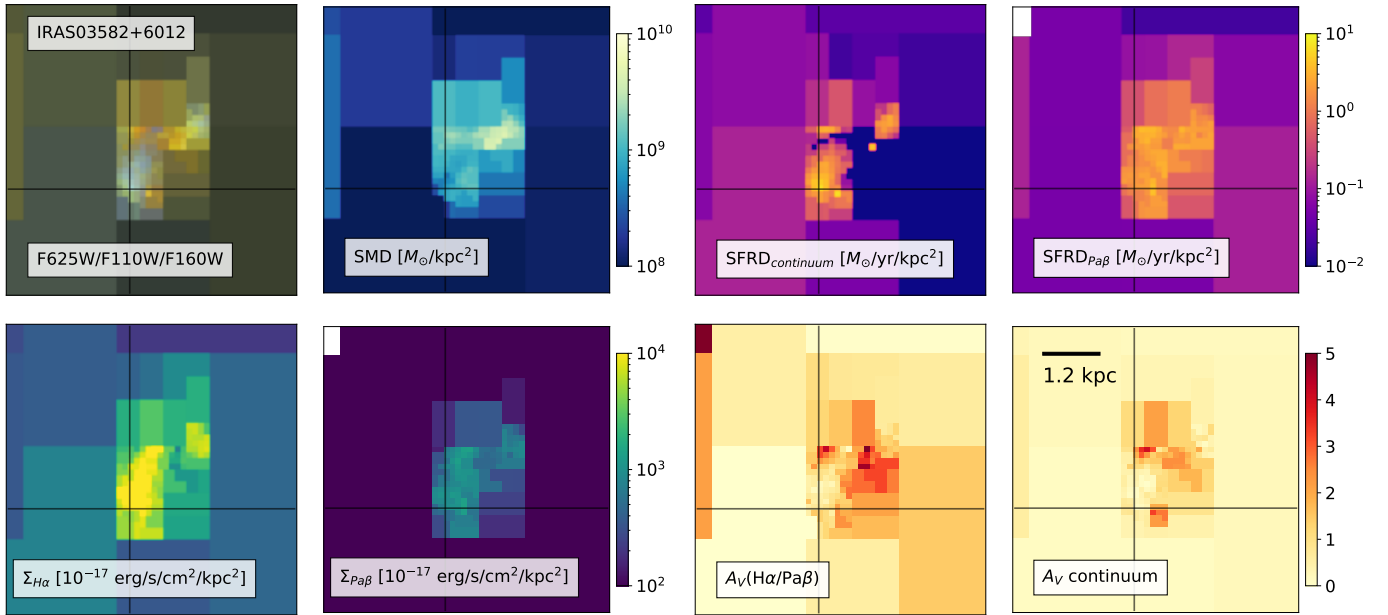 IRAS03582+6012
F625W/F110W/F160W
SMD [M⊙/kpc²]
10¹⁰
10⁹
10⁸
SFRD_continuum [M⊙/yr/kpc²]
SFRD_Paβ [M⊙/yr/kpc²]
10¹
10⁰
10⁻¹
10⁻²
Σ_Hα [10⁻¹⁷ erg/s/cm²/kpc²]
Σ_Paβ [10⁻¹⁷ erg/s/cm²/kpc²]
10⁴
10³
10²
A_V(Hα/Paβ)
1.2 kpc
A_V continuum
5
4
3
2
1
0